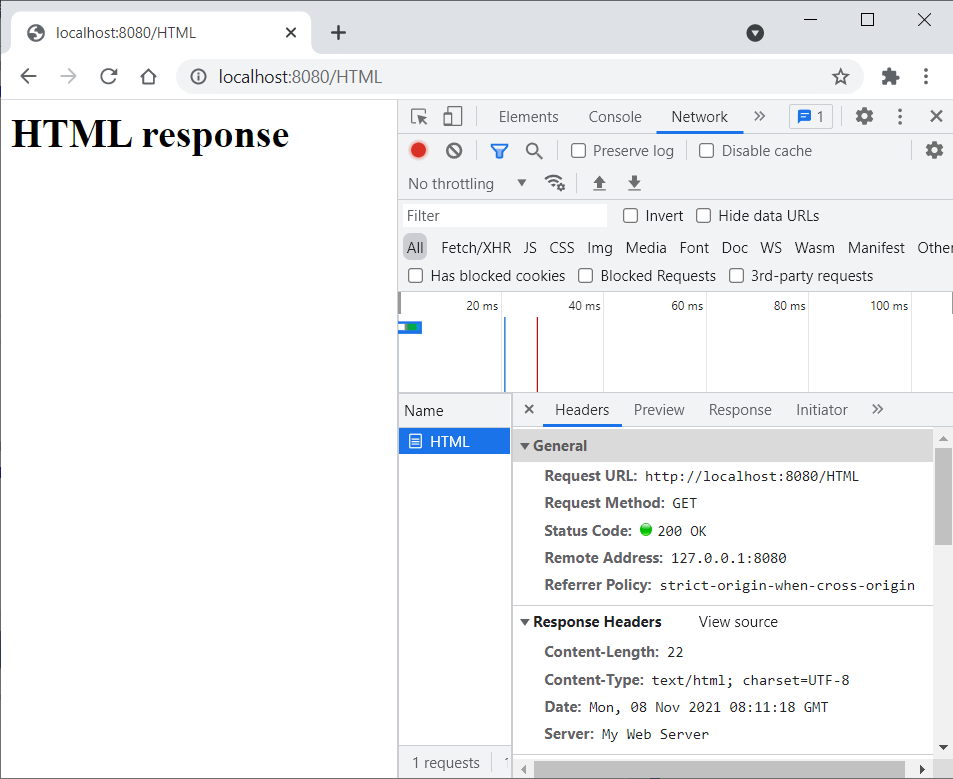 localhost:8080/HTML
localhost:8080/HTML
HTML response
Elements Console Network 1
Preserve log Disable cache
No throttling
Filter Invert Hide data URLs
All Fetch/XHR JS CSS Img Media Font Doc WS Wasm Manifest Other
Has blocked cookies Blocked Requests 3rd-party requests
20 ms 40 ms 60 ms 80 ms 100 ms
Name
HTML
Headers Preview Response Initiator
General
Request URL: http://localhost:8080/HTML
Request Method: GET
Status Code: 200 OK
Remote Address: 127.0.0.1:8080
Referrer Policy: strict-origin-when-cross-origin
Response Headers View source
Content-Length: 22
Content-Type: text/html; charset=UTF-8
Date: Mon, 08 Nov 2021 08:11:18 GMT
Server: My Web Server
1 requests